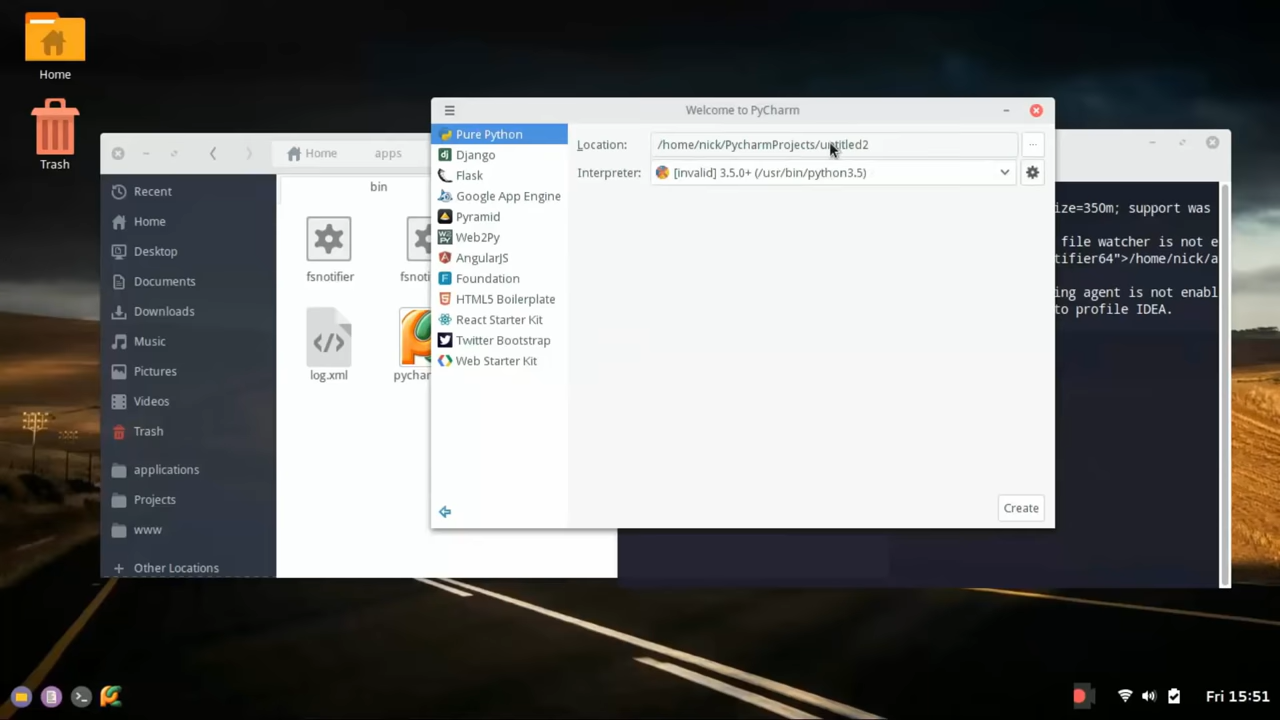 Home
Trash
Home
apps
Recent
Home
Desktop
Documents
Downloads
Music
Pictures
Videos
Trash
applications
Projects
www
Other Locations
bin
fsnotifier
fsnoti
log.xml
pychar
Welcome to PyCharm
Pure Python
Django
Flask
Google App Engine
Pyramid
Web2Py
AngularJS
Foundation
HTML5 Boilerplate
React Starter Kit
Twitter Bootstrap
Web Starter Kit
Location: /home/nick/PycharmProjects/untitled2 ...
Interpreter: [invalid] 3.5.0+ (/usr/bin/python3.5)
Create
ize=350m; support was
file watcher is not e
tifier64">/home/nick/a
ing agent is not enabl
to profile IDEA.
Fri 15:51